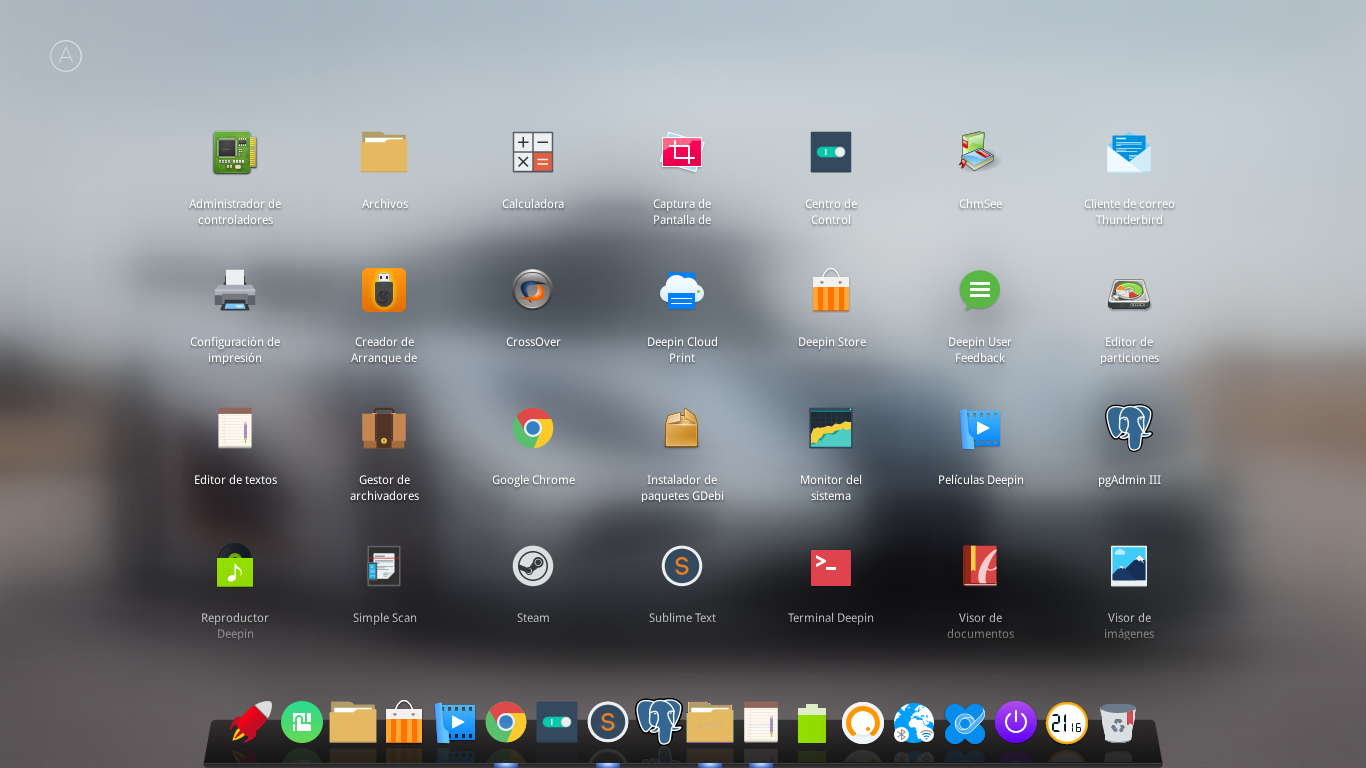 A
Administrador de
controladores
Archivos
Calculadora
Captura de
Pantalla de
Centro de
Control
ChmSee
Cliente de correo
Thunderbird
Configuración de
impresión
Creador de
Arranque de
CrossOver
Deepin Cloud
Print
Deepin Store
Deepin User
Feedback
Editor de
particiones
Editor de textos
Gestor de
archivadores
Google Chrome
Instalador de
paquetes GDebi
Monitor del
sistema
Películas Deepin
pgAdmin III
Reproductor
Deepin
Simple Scan
S
Steam
Sublime Text
>_
Terminal Deepin
Visor de
documentos
Visor de
imágenes
S
21 16